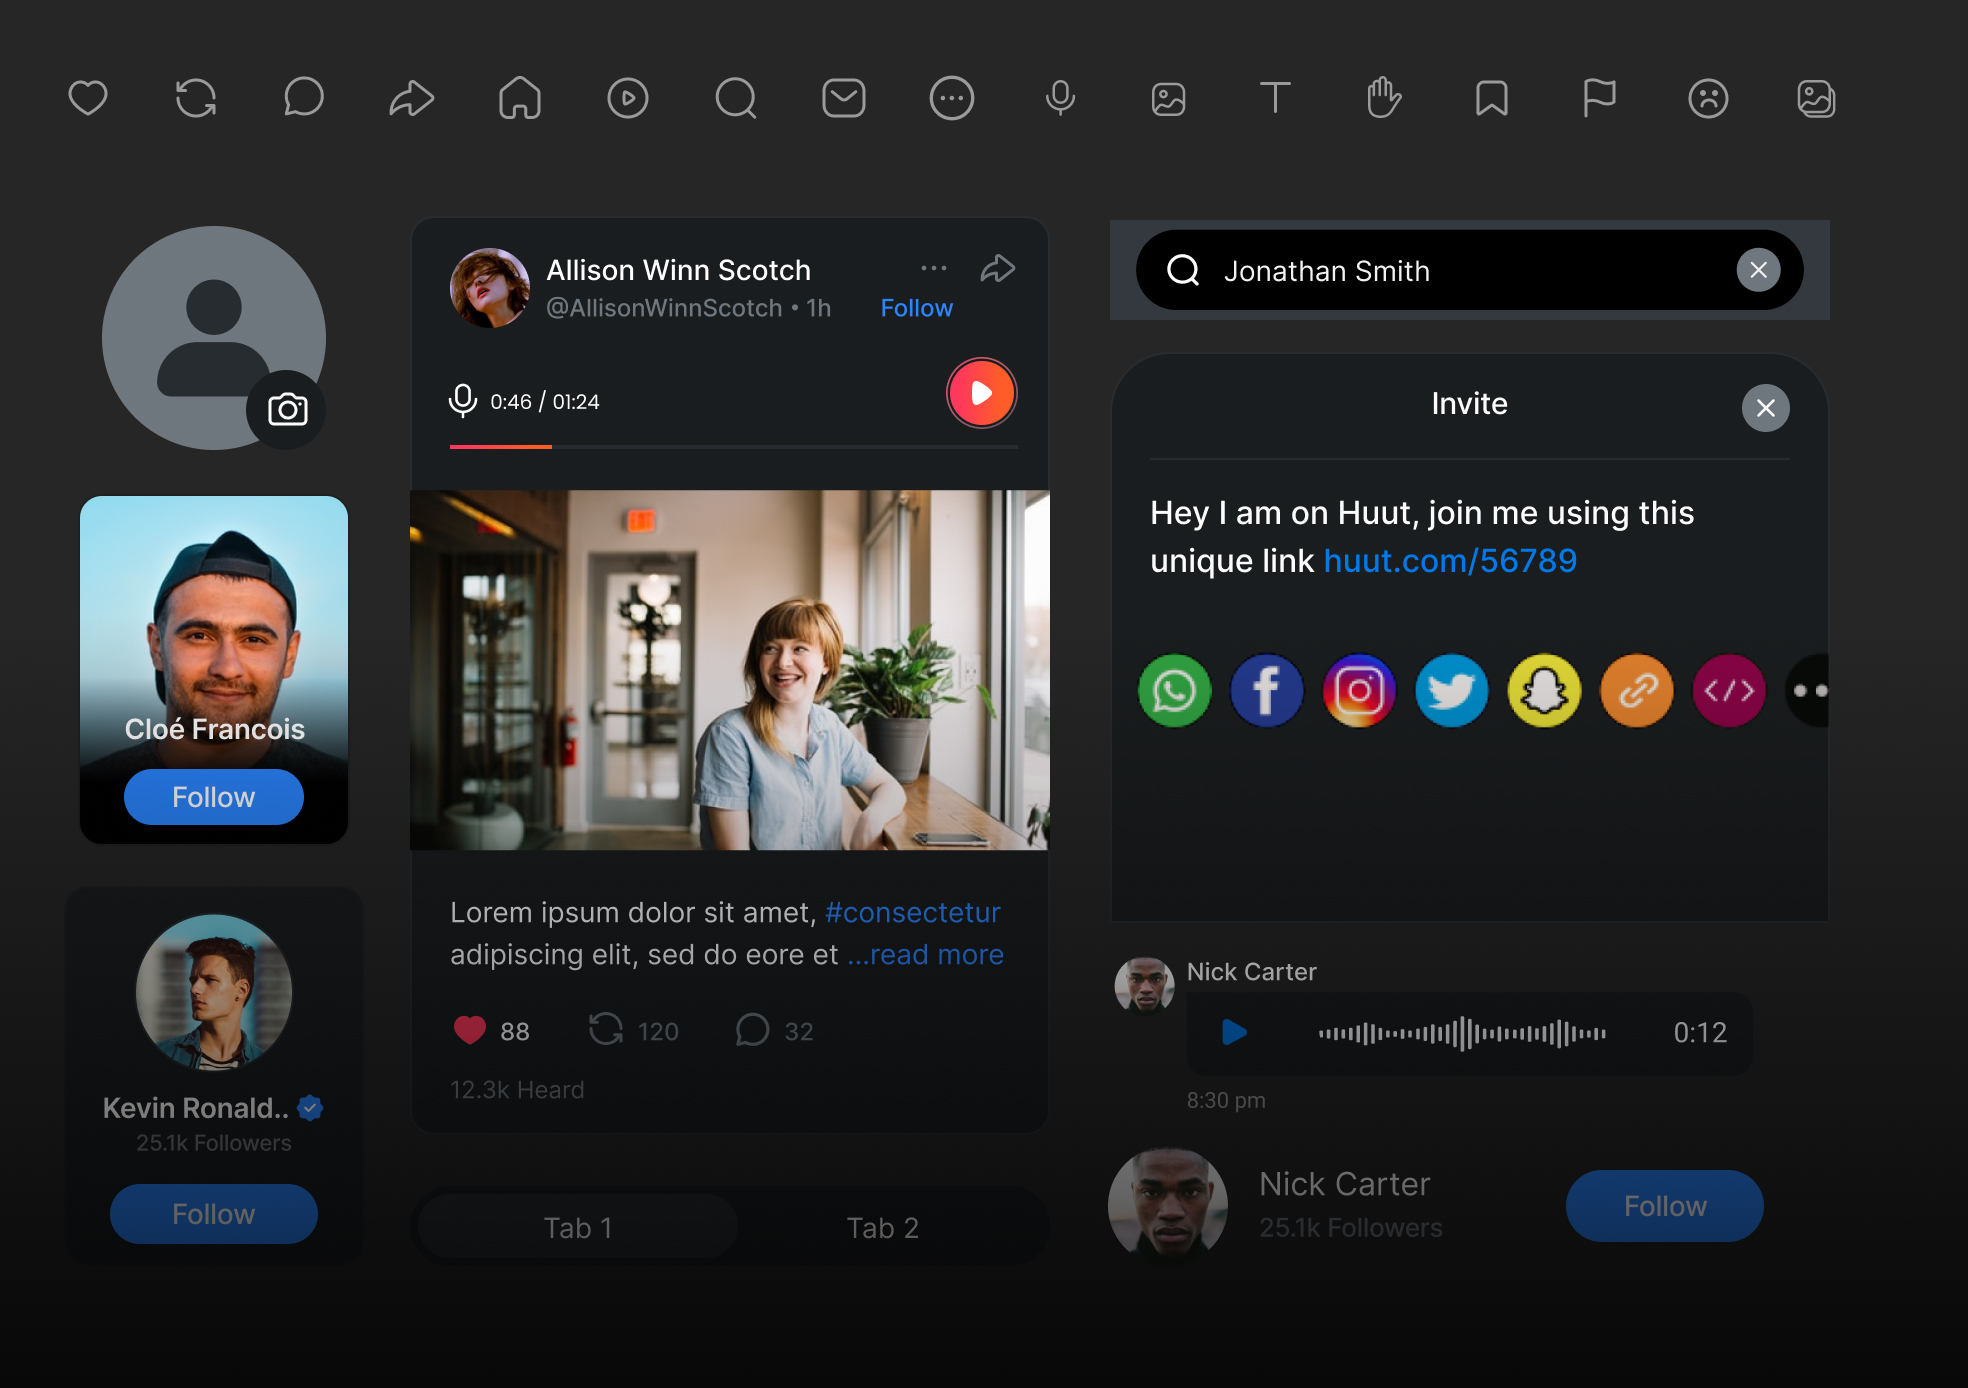 Allison Winn Scotch
@AllisonWinnScotch • 1h
Follow
0:46 / 01:24
Lorem ipsum dolor sit amet, #consectetur
adipiscing elit, sed do eore et ...read more
88
120
32
12.3k Heard
Tab 1
Tab 2
Cloé Francois
Follow
Kevin Ronald..
25.1k Followers
Follow
Jonathan Smith
Invite
Hey I am on Huut, join me using this
unique link huut.com/56789
Nick Carter
0:12
8:30 pm
Nick Carter
25.1k Followers
Follow